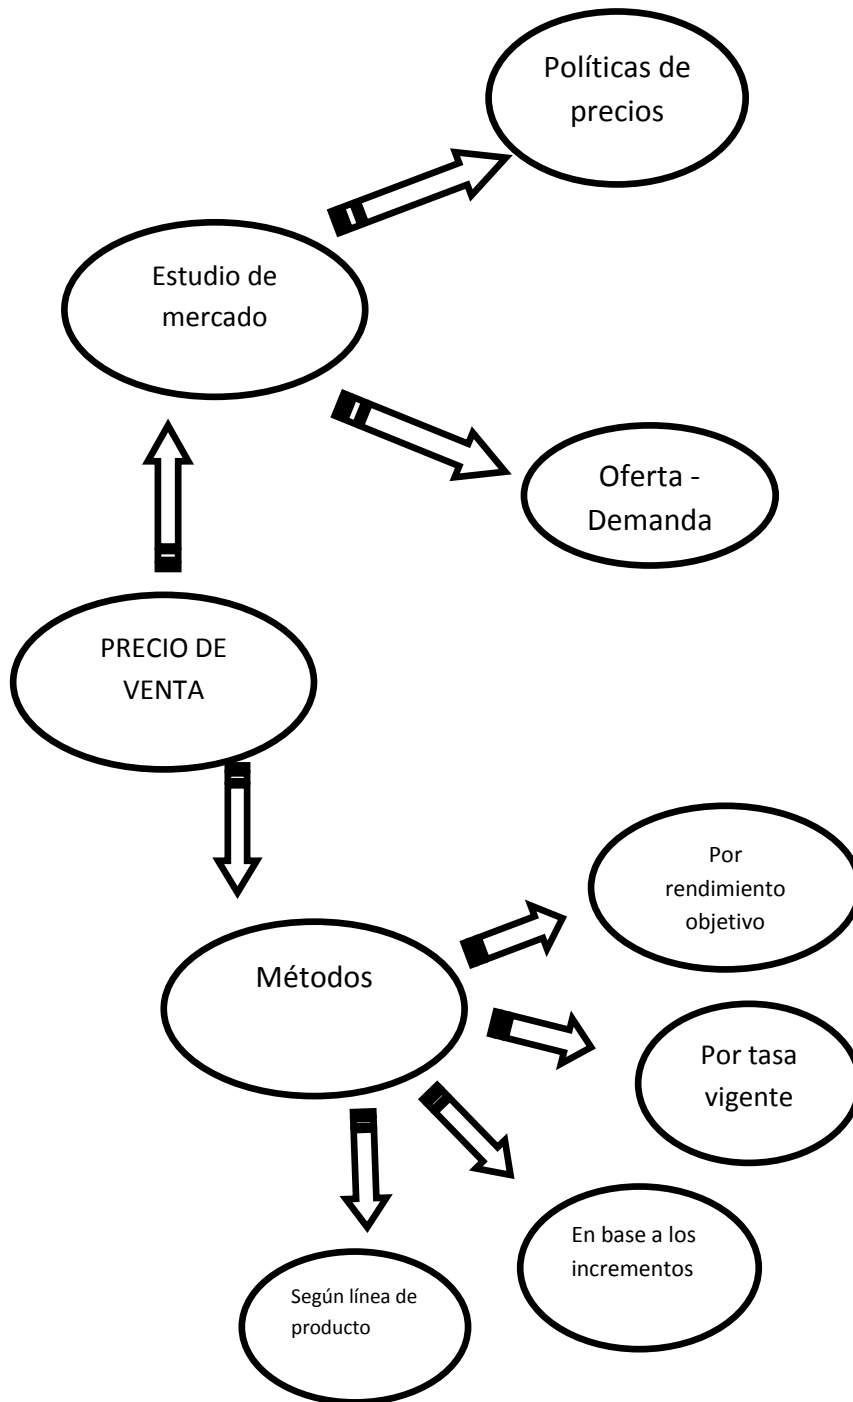 Políticas de
precios
Estudio de
mercado
Oferta -
Demanda
PRECIO DE
VENTA
Por
rendimiento
objetivo
Métodos
Por tasa
vigente
En base a los
incrementos
Según línea de
producto